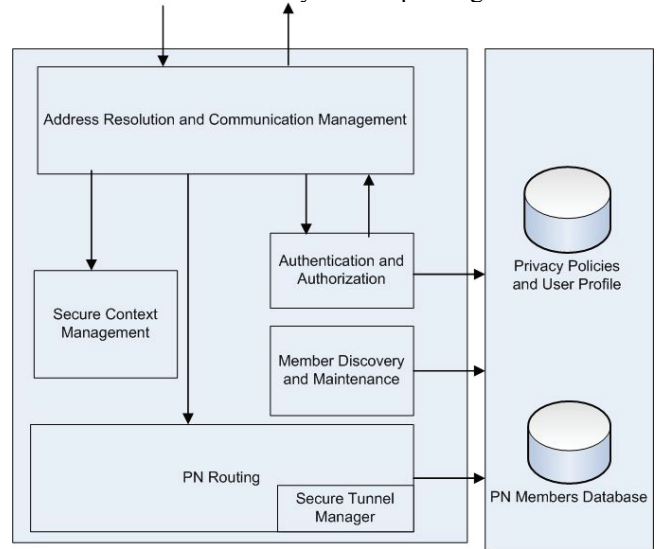 Address Resolution and Communication Management
Authentication and
Authorization
Privacy Policies
and User Profile
Secure Context
Management
Member Discovery
and Maintenance
PN Routing
Secure Tunnel
Manager
PN Members Database